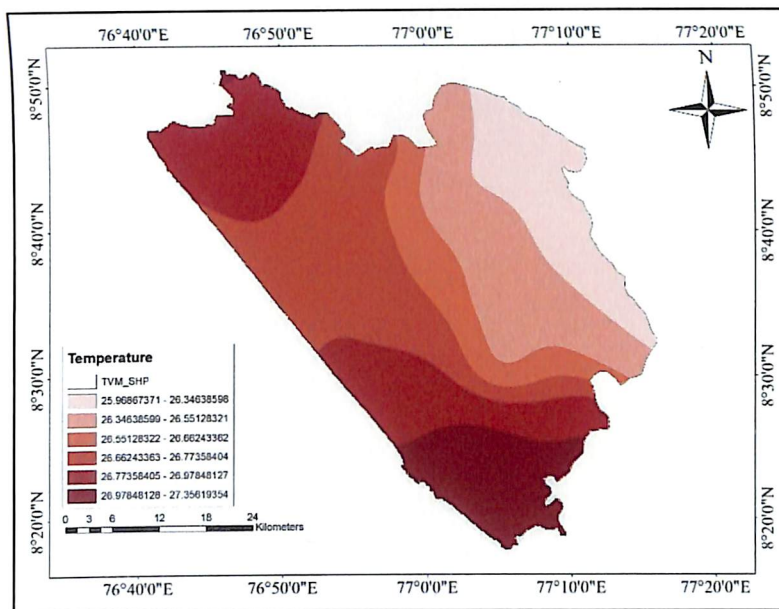 76°40'0"E 76°50'0"E 77°0'0"E 77°10'0"E 77°20'0"E
N
8°50'0"N 8°50'0"N
8°40'0"N 8°40'0"N
8°30'0"N 8°30'0"N
8°20'0"N 8°20'0"N
Temperature
TVM_SHP
25.96867371 - 26.34638598
26.34638599 - 26.55128321
26.55128322 - 26.66243362
26.66243363 - 26.77358404
26.77358405 - 26.97848127
26.97848128 - 27.35619354
0 3 6 12 18 24
Kilometers
76°40'0"E 76°50'0"E 77°0'0"E 77°10'0"E 77°20'0"E